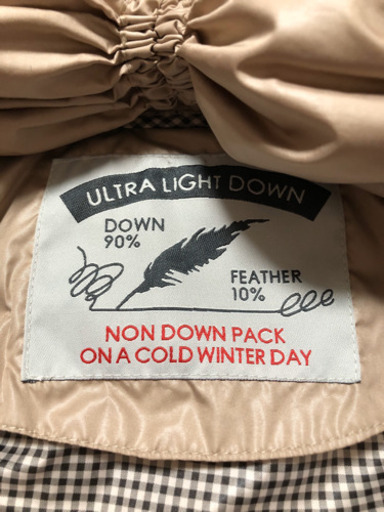 ULTRA LIGHT DOWN
DOWN
90%
FEATHER
10%
NON DOWN PACK
ON A COLD WINTER DAY